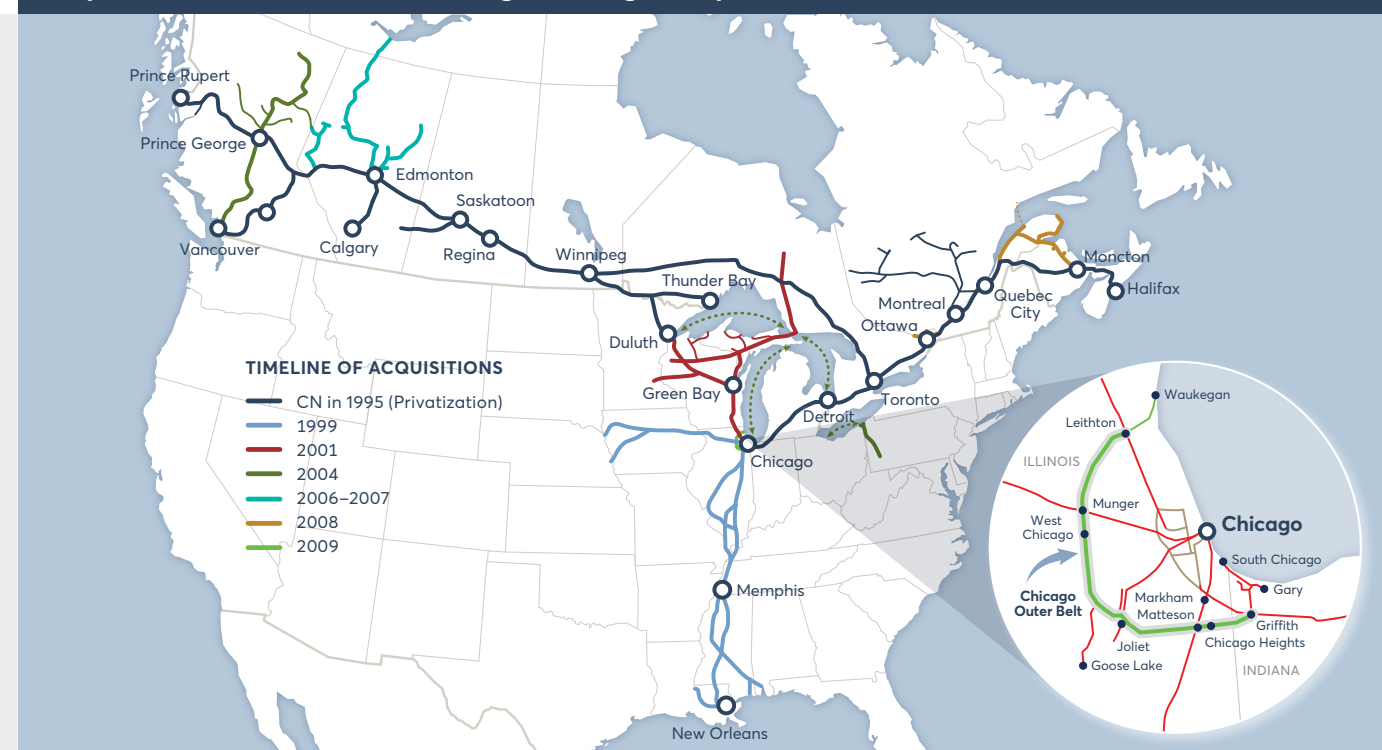 Prince Rupert
Prince George
Edmonton
Saskatoon
Vancouver
Calgary
Regina
Winnipeg
Thunder Bay
Moncton
Halifax
Quebec
City
Montreal
Ottawa
Duluth
Green Bay
Detroit
Toronto
Chicago
Memphis
New Orleans
TIMELINE OF ACQUISITIONS
CN in 1995 (Privatization)
1999
2001
2004
2006–2007
2008
2009
Waukegan
Leithton
ILLINOIS
Munger
West
Chicago
Chicago
South Chicago
Gary
Chicago
Outer Belt
Markham
Matteson
Griffith
Joliet
Chicago Heights
Goose Lake
INDIANA